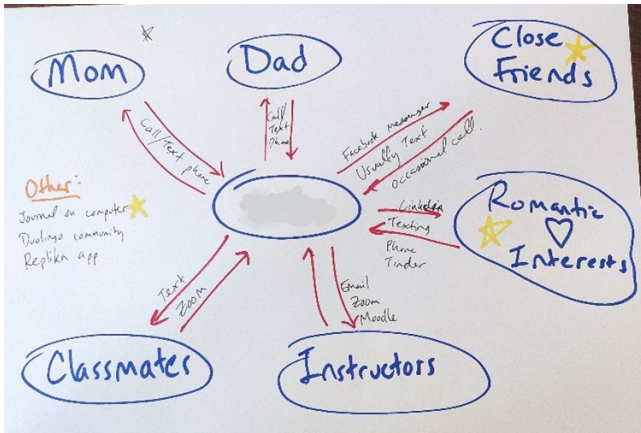 Mom
Dad
Close
Friends
Call/Text phone
Call/
Text
Phone
Facebook messenger
Usually Text
occasional call.
Other:
Journal on computer
Duolingo community
Replika app
LinkedIn
Texting
Phone
Tinder
Romantic
Interests
Text
Zoom
Email
Zoom
Moodle
Classmates
Instructors